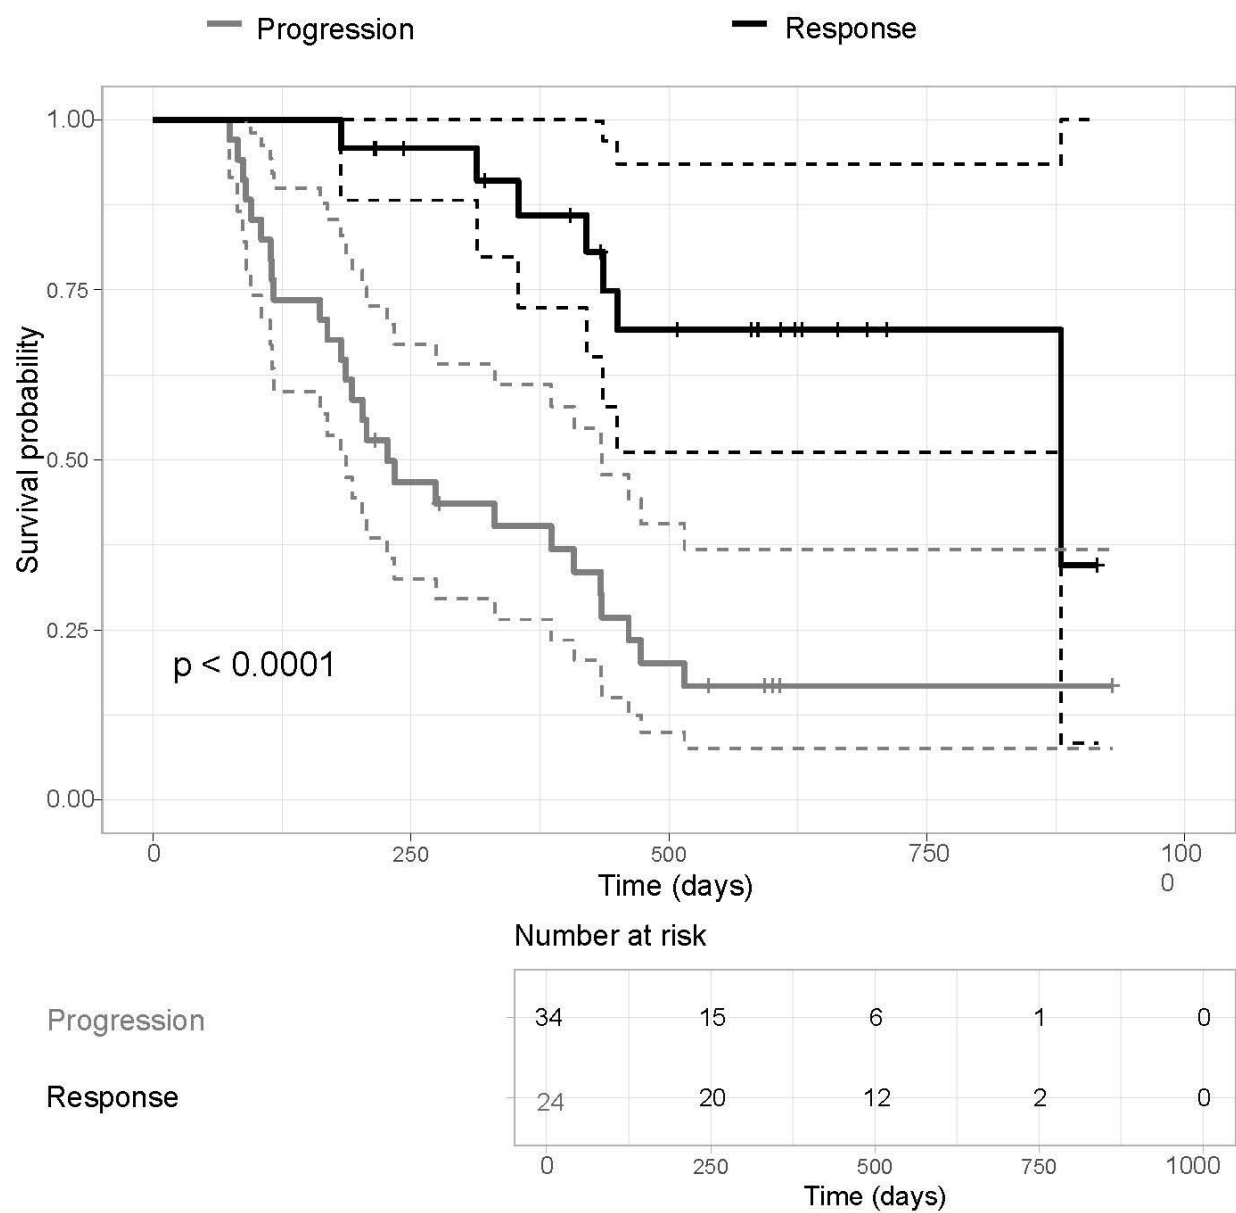 Progression Response
1.00
0.75
0.50
0.25
0.00
Survival probability
p < 0.0001
0 250 500 750 100
0
Time (days)
Number at risk
Progression 34 15 6 1 0
Response 24 20 12 2 0
0 250 500 750 1000
Time (days)